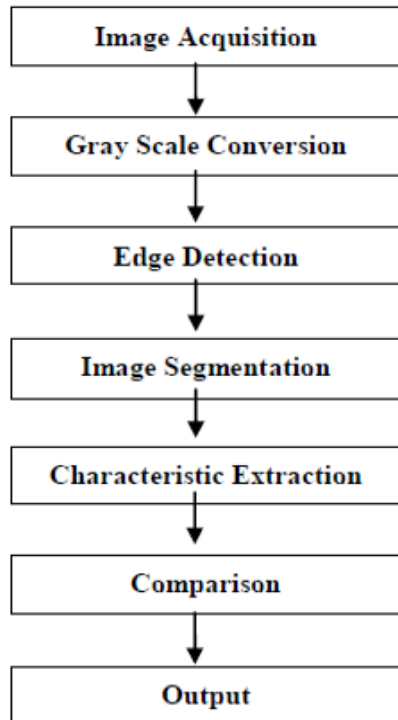 Image Acquisition
Gray Scale Conversion
Edge Detection
Image Segmentation
Characteristic Extraction
Comparison
Output